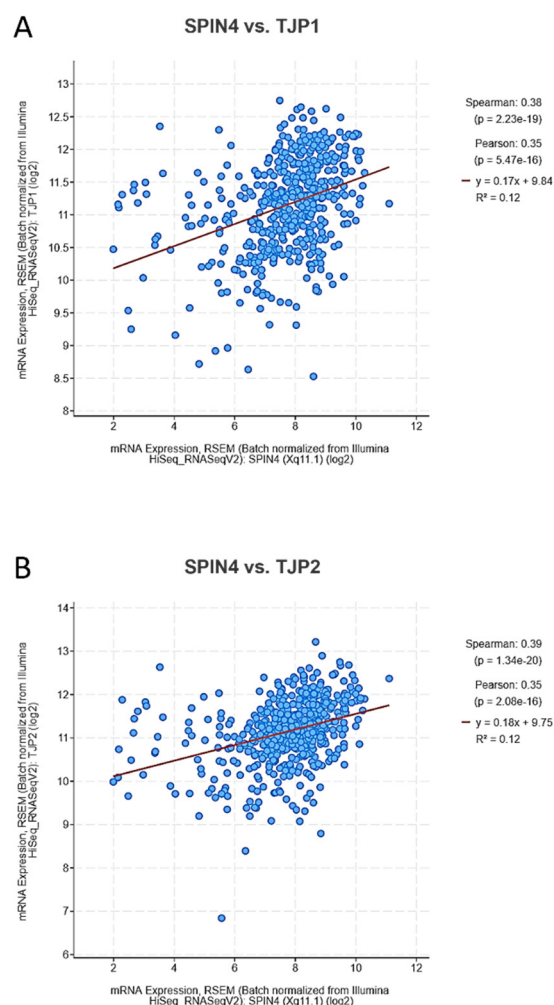 A
SPIN4 vs. TJP1
mRNA Expression, RSEM (Batch normalized from Illumina
HiSeq_RNASeqV2): TJP1 (log2)
13
12.5
12
11.5
11
10.5
10
9.5
9
8.5
8
2
4
6
8
10
12
mRNA Expression, RSEM (Batch normalized from Illumina
HiSeq_RNASeqV2): SPIN4 (Xq11.1) (log2)
Spearman: 0.38
(p = 2.23e-19)
Pearson: 0.35
(p = 5.47e-16)
y = 0.17x + 9.84
R² = 0.12
B
SPIN4 vs. TJP2
mRNA Expression, RSEM (Batch normalized from Illumina
HiSeq_RNASeqV2): TJP2 (log2)
14
13
12
11
10
9
8
7
6
2
4
6
8
10
12
mRNA Expression, RSEM (Batch normalized from Illumina
HiSeq_RNASeqV2): SPIN4 (Xq11.1) (log2)
Spearman: 0.39
(p = 1.34e-20)
Pearson: 0.35
(p = 2.08e-16)
y = 0.18x + 9.75
R² = 0.12